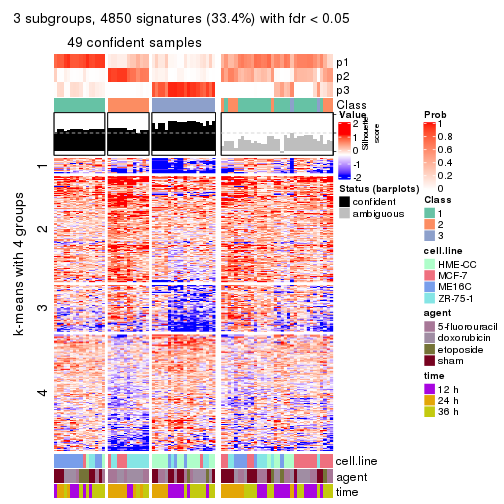 3 subgroups, 4850 signatures (33.4%) with fdr < 0.05
49 confident samples
p1
p2
p3
Class
Silhouette
score
k-means with 4 groups
1
2
3
4
cell.line
agent
time
Value
2
1
0
-1
-2
Status (barplots)
confident
ambiguous
Prob
1
0.8
0.6
0.4
0.2
0
Class
1
2
3
cell.line
HME-CC
MCF-7
ME16C
ZR-75-1
agent
5-fluorouracil
doxorubicin
etoposide
sham
time
12 h
24 h
36 h